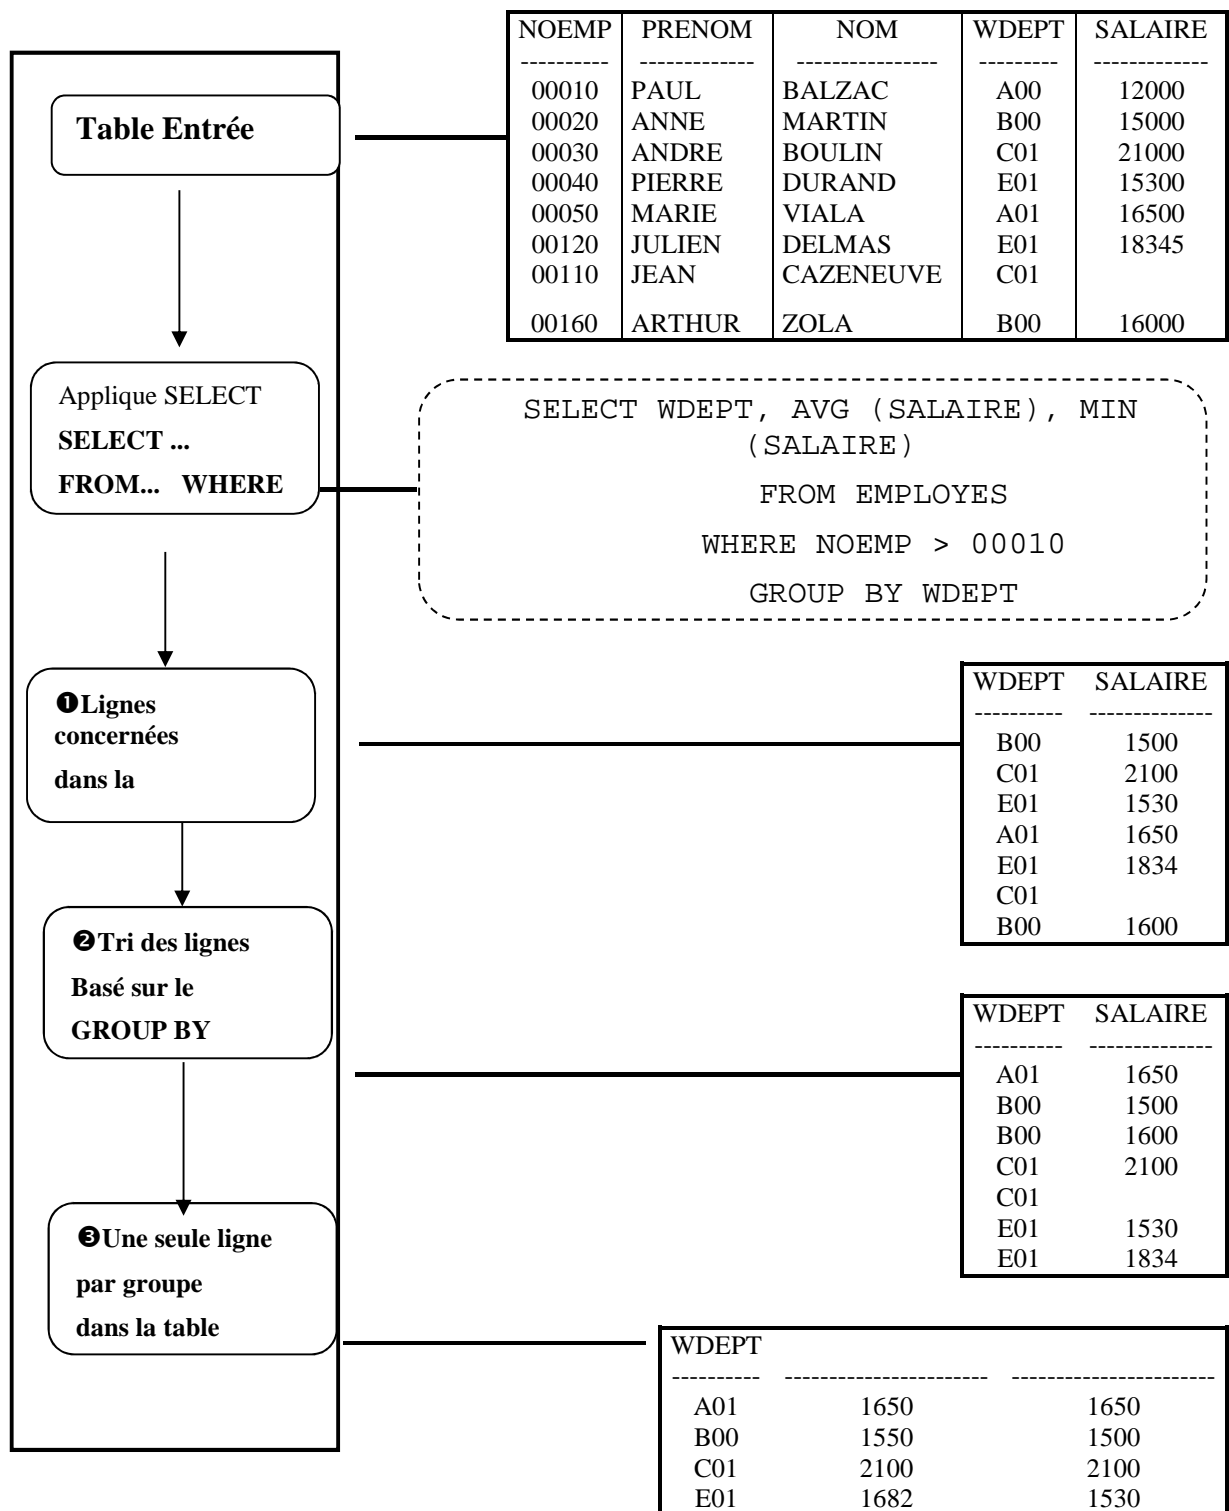 NOEMP PRENOM NOM WDEPT SALAIRE
---------- ------------- ---------------- --------- -------------
00010 PAUL BALZAC A00 12000
00020 ANNE MARTIN B00 15000
00030 ANDRE BOULIN C01 21000
00040 PIERRE DURAND E01 15300
00050 MARIE VIALA A01 16500
00120 JULIEN DELMAS E01 18345
00110 JEAN CAZENEUVE C01
00160 ARTHUR ZOLA B00 16000
Table Entrée
Applique SELECT
SELECT ...
FROM... WHERE
SELECT WDEPT, AVG (SALAIRE), MIN
(SALAIRE)
FROM EMPLOYES
WHERE NOEMP > 00010
GROUP BY WDEPT
❶Lignes
concernées
dans la
WDEPT SALAIRE
---------- --------------
B00 1500
C01 2100
E01 1530
A01 1650
E01 1834
C01
B00 1600
❷Tri des lignes
Basé sur le
GROUP BY
WDEPT SALAIRE
---------- --------------
A01 1650
B00 1500
B00 1600
C01 2100
C01
E01 1530
E01 1834
❸Une seule ligne
par groupe
dans la table
WDEPT
---------- ----------------------- -----------------------
A01 1650 1650
B00 1550 1500
C01 2100 2100
E01 1682 1530